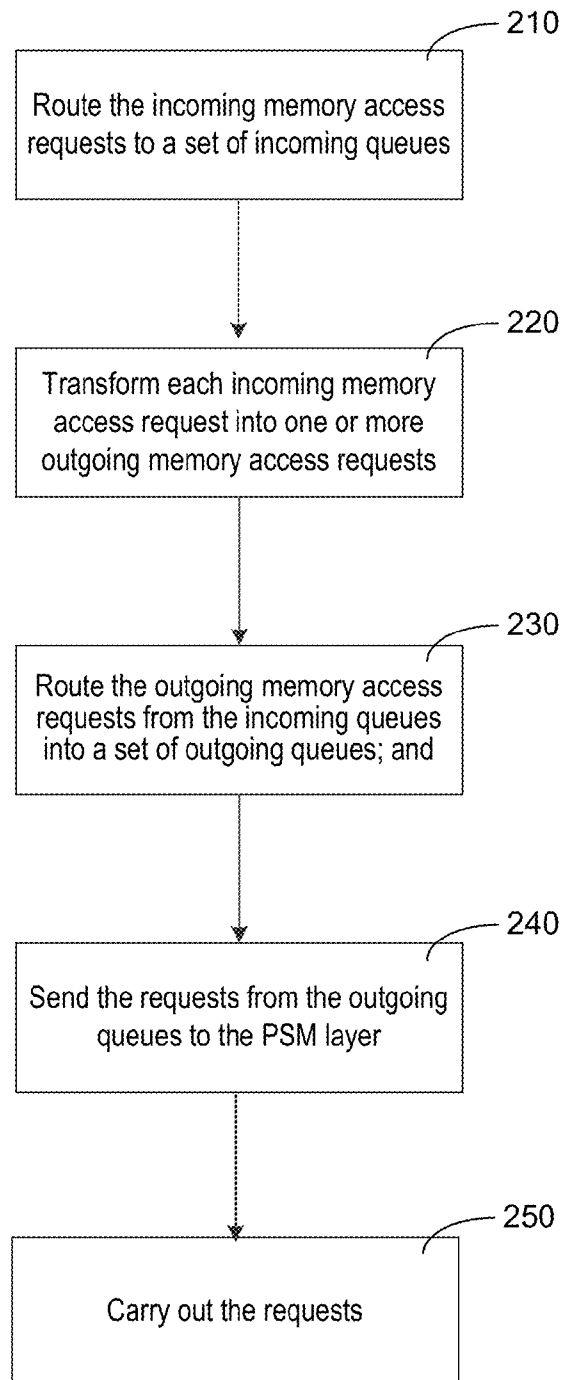 210
Route the incoming memory access
requests to a set of incoming queues
220
Transform each incoming memory
access request into one or more
outgoing memory access requests
230
Route the outgoing memory access
requests from the incoming queues
into a set of outgoing queues; and
240
Send the requests from the outgoing
queues to the PSM layer
250
Carry out the requests